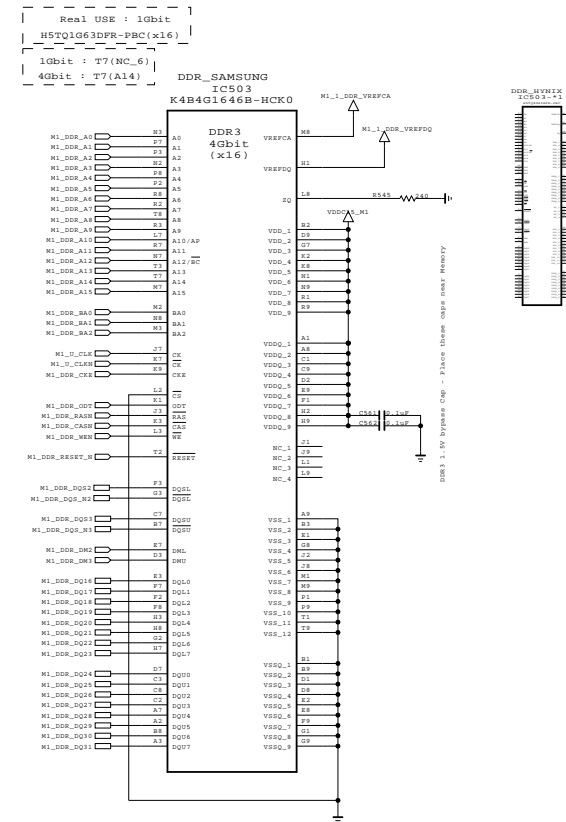 Real USE : 1Gbit
H5TQ1G63DFR-PBC(x16)
1Gbit : T7(NC_6)
4Gbit : T7(A14)
DDR_SAMSUNG
IC503
K4B4G1646B-HCK0
DDR3
4Gbit
(x16)
M1_DDR_A0 N3 A0
M1_DDR_A1 P7 A1
M1_DDR_A2 P3 A2
M1_DDR_A3 N2 A3
M1_DDR_A4 P8 A4
M1_DDR_A5 P2 A5
M1_DDR_A6 R8 A6
M1_DDR_A7 R2 A7
M1_DDR_A8 T8 A8
M1_DDR_A9 R3 A9
M1_DDR_A10 L7 A10/AP
M1_DDR_A11 R7 A11
M1_DDR_A12 N7 A12/BC
M1_DDR_A13 T3 A13
M1_DDR_A14 T7 A14
M1_DDR_A15 M7 A15
M1_DDR_BA0 M2 BA0
M1_DDR_BA1 N8 BA1
M1_DDR_BA2 M3 BA2
M1_U_CLK J7 CK
M1_U_CLKN K7 CK
M1_DDR_CKE K9 CKE
L2 CS
M1_DDR_ODT K1 ODT
M1_DDR_RASN J3 RAS
M1_DDR_CASN K3 CAS
M1_DDR_WEN L3 WE
M1_DDR_RESET_N T2 RESET
M1_DDR_DQS2 F3 DQSL
M1_DDR_DQS_N2 G3 DQSL
M1_DDR_DQS3 C7 DQSU
M1_DDR_DQS_N3 B7 DQSU
M1_DDR_DM2 E7 DML
M1_DDR_DM3 D3 DMU
M1_DDR_DQ16 E3 DQL0
M1_DDR_DQ17 F7 DQL1
M1_DDR_DQ18 F2 DQL2
M1_DDR_DQ19 F8 DQL3
M1_DDR_DQ20 H3 DQL4
M1_DDR_DQ21 H8 DQL5
M1_DDR_DQ22 G2 DQL6
M1_DDR_DQ23 H7 DQL7
M1_DDR_DQ24 D7 DQU0
M1_DDR_DQ25 C3 DQU1
M1_DDR_DQ26 C8 DQU2
M1_DDR_DQ27 C2 DQU3
M1_DDR_DQ28 A7 DQU4
M1_DDR_DQ29 A2 DQU5
M1_DDR_DQ30 B8 DQU6
M1_DDR_DQ31 A3 DQU7
M1_1_DDR_VREFCA
VREFCA M8
M1_1_DDR_VREFDQ
VREFDQ H1
ZQ L8 R545 240
VDDC15_M1
VDD_1 B2
VDD_2 D9
VDD_3 G7
VDD_4 K2
VDD_5 K8
VDD_6 N1
VDD_7 N9
VDD_8 R1
VDD_9 R9
VDDQ_1 A1
VDDQ_2 A8
VDDQ_3 C1
VDDQ_4 C9
VDDQ_5 D2
VDDQ_6 E9
VDDQ_7 F1
VDDQ_8 H2 C561 0.1uF
VDDQ_9 H9 C562 0.1uF
NC_1 J1
NC_2 J9
NC_3 L1
NC_4 L9
VSS_1 A9
VSS_2 B3
VSS_3 E1
VSS_4 G8
VSS_5 J2
VSS_6 J8
VSS_7 M1
VSS_8 M9
VSS_9 P1
VSS_10 P9
VSS_11 T1
VSS_12 T9
VSSQ_1 B1
VSSQ_2 B9
VSSQ_3 D1
VSSQ_4 D8
VSSQ_5 E2
VSSQ_6 E8
VSSQ_7 F9
VSSQ_8 G1
VSSQ_9 G9
DDR3 1.5V bypass Cap - Place these caps near Memory
DDR_HYNIX
IC503-*1